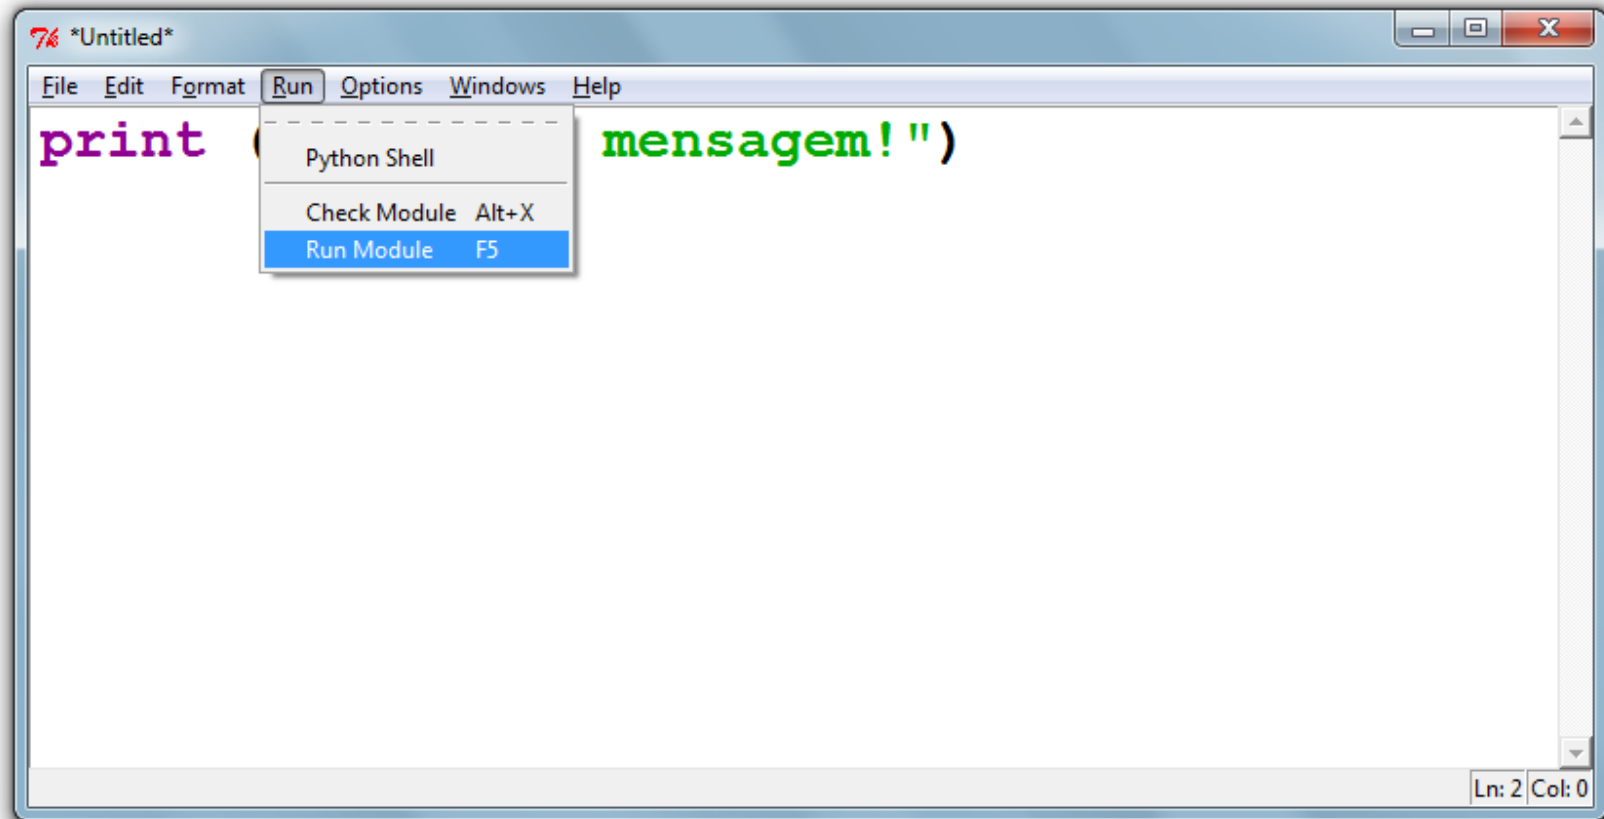 *Untitled*
File Edit Format Run Options Windows Help
print ( mensagem!")
Python Shell
Check Module Alt+X
Run Module F5
Ln: 2 Col: 0